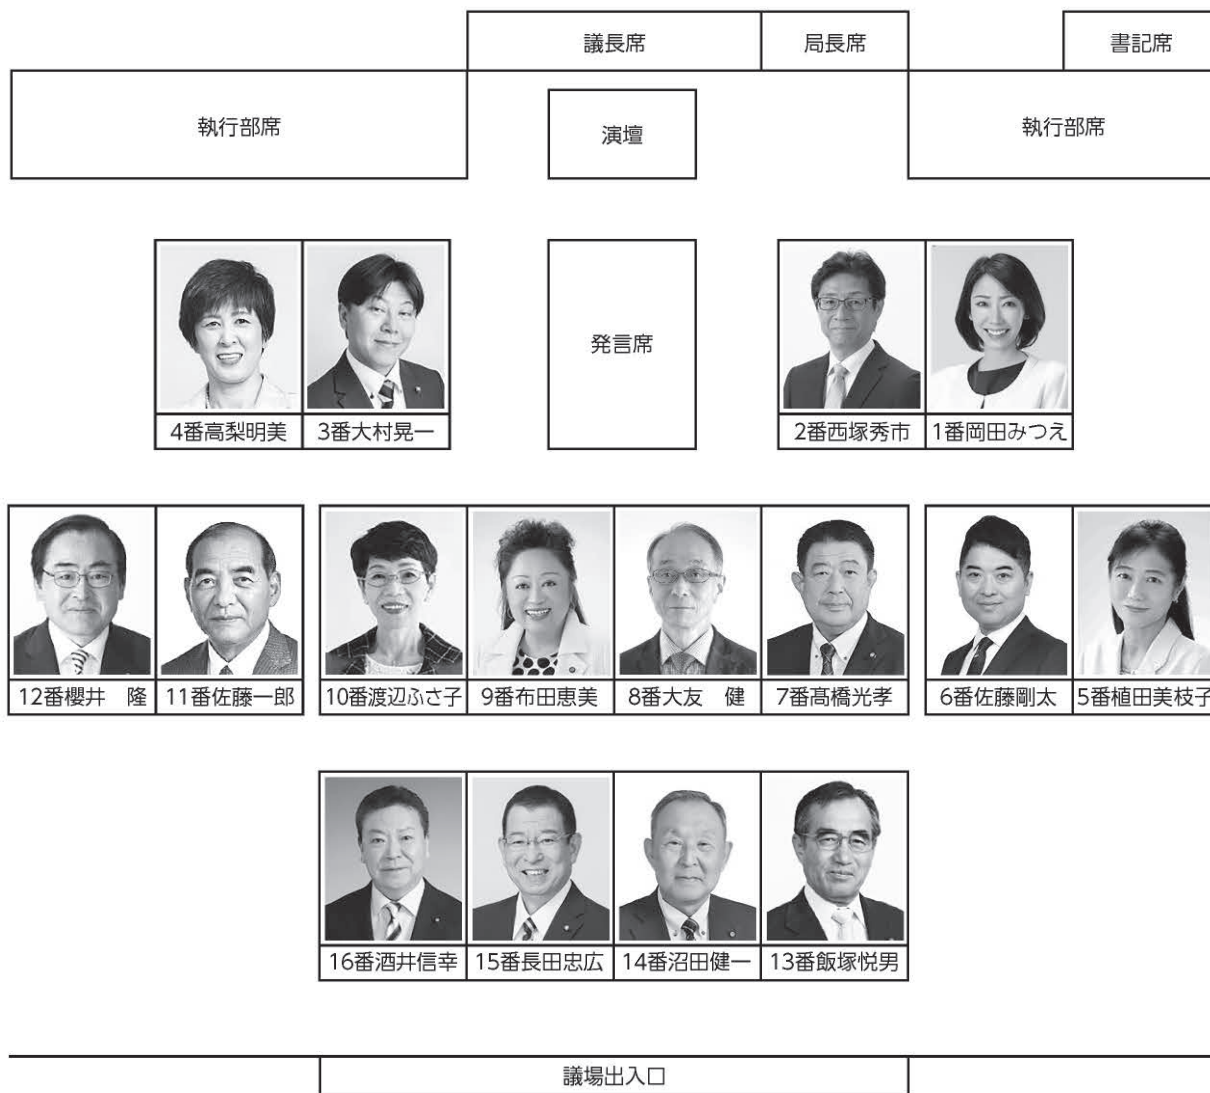 議長席 局長席 書記席
執行部席 演壇 執行部席
発言席
4番高梨明美 3番大村晃一 2番西塚秀市 1番岡田みつえ
12番櫻井　隆 11番佐藤一郎 10番渡辺ふさ子 9番布田恵美 8番大友　健 7番髙橋光孝 6番佐藤剛太 5番植田美枝子
16番酒井信幸 15番長田忠広 14番沼田健一 13番飯塚悦男
議場出入口